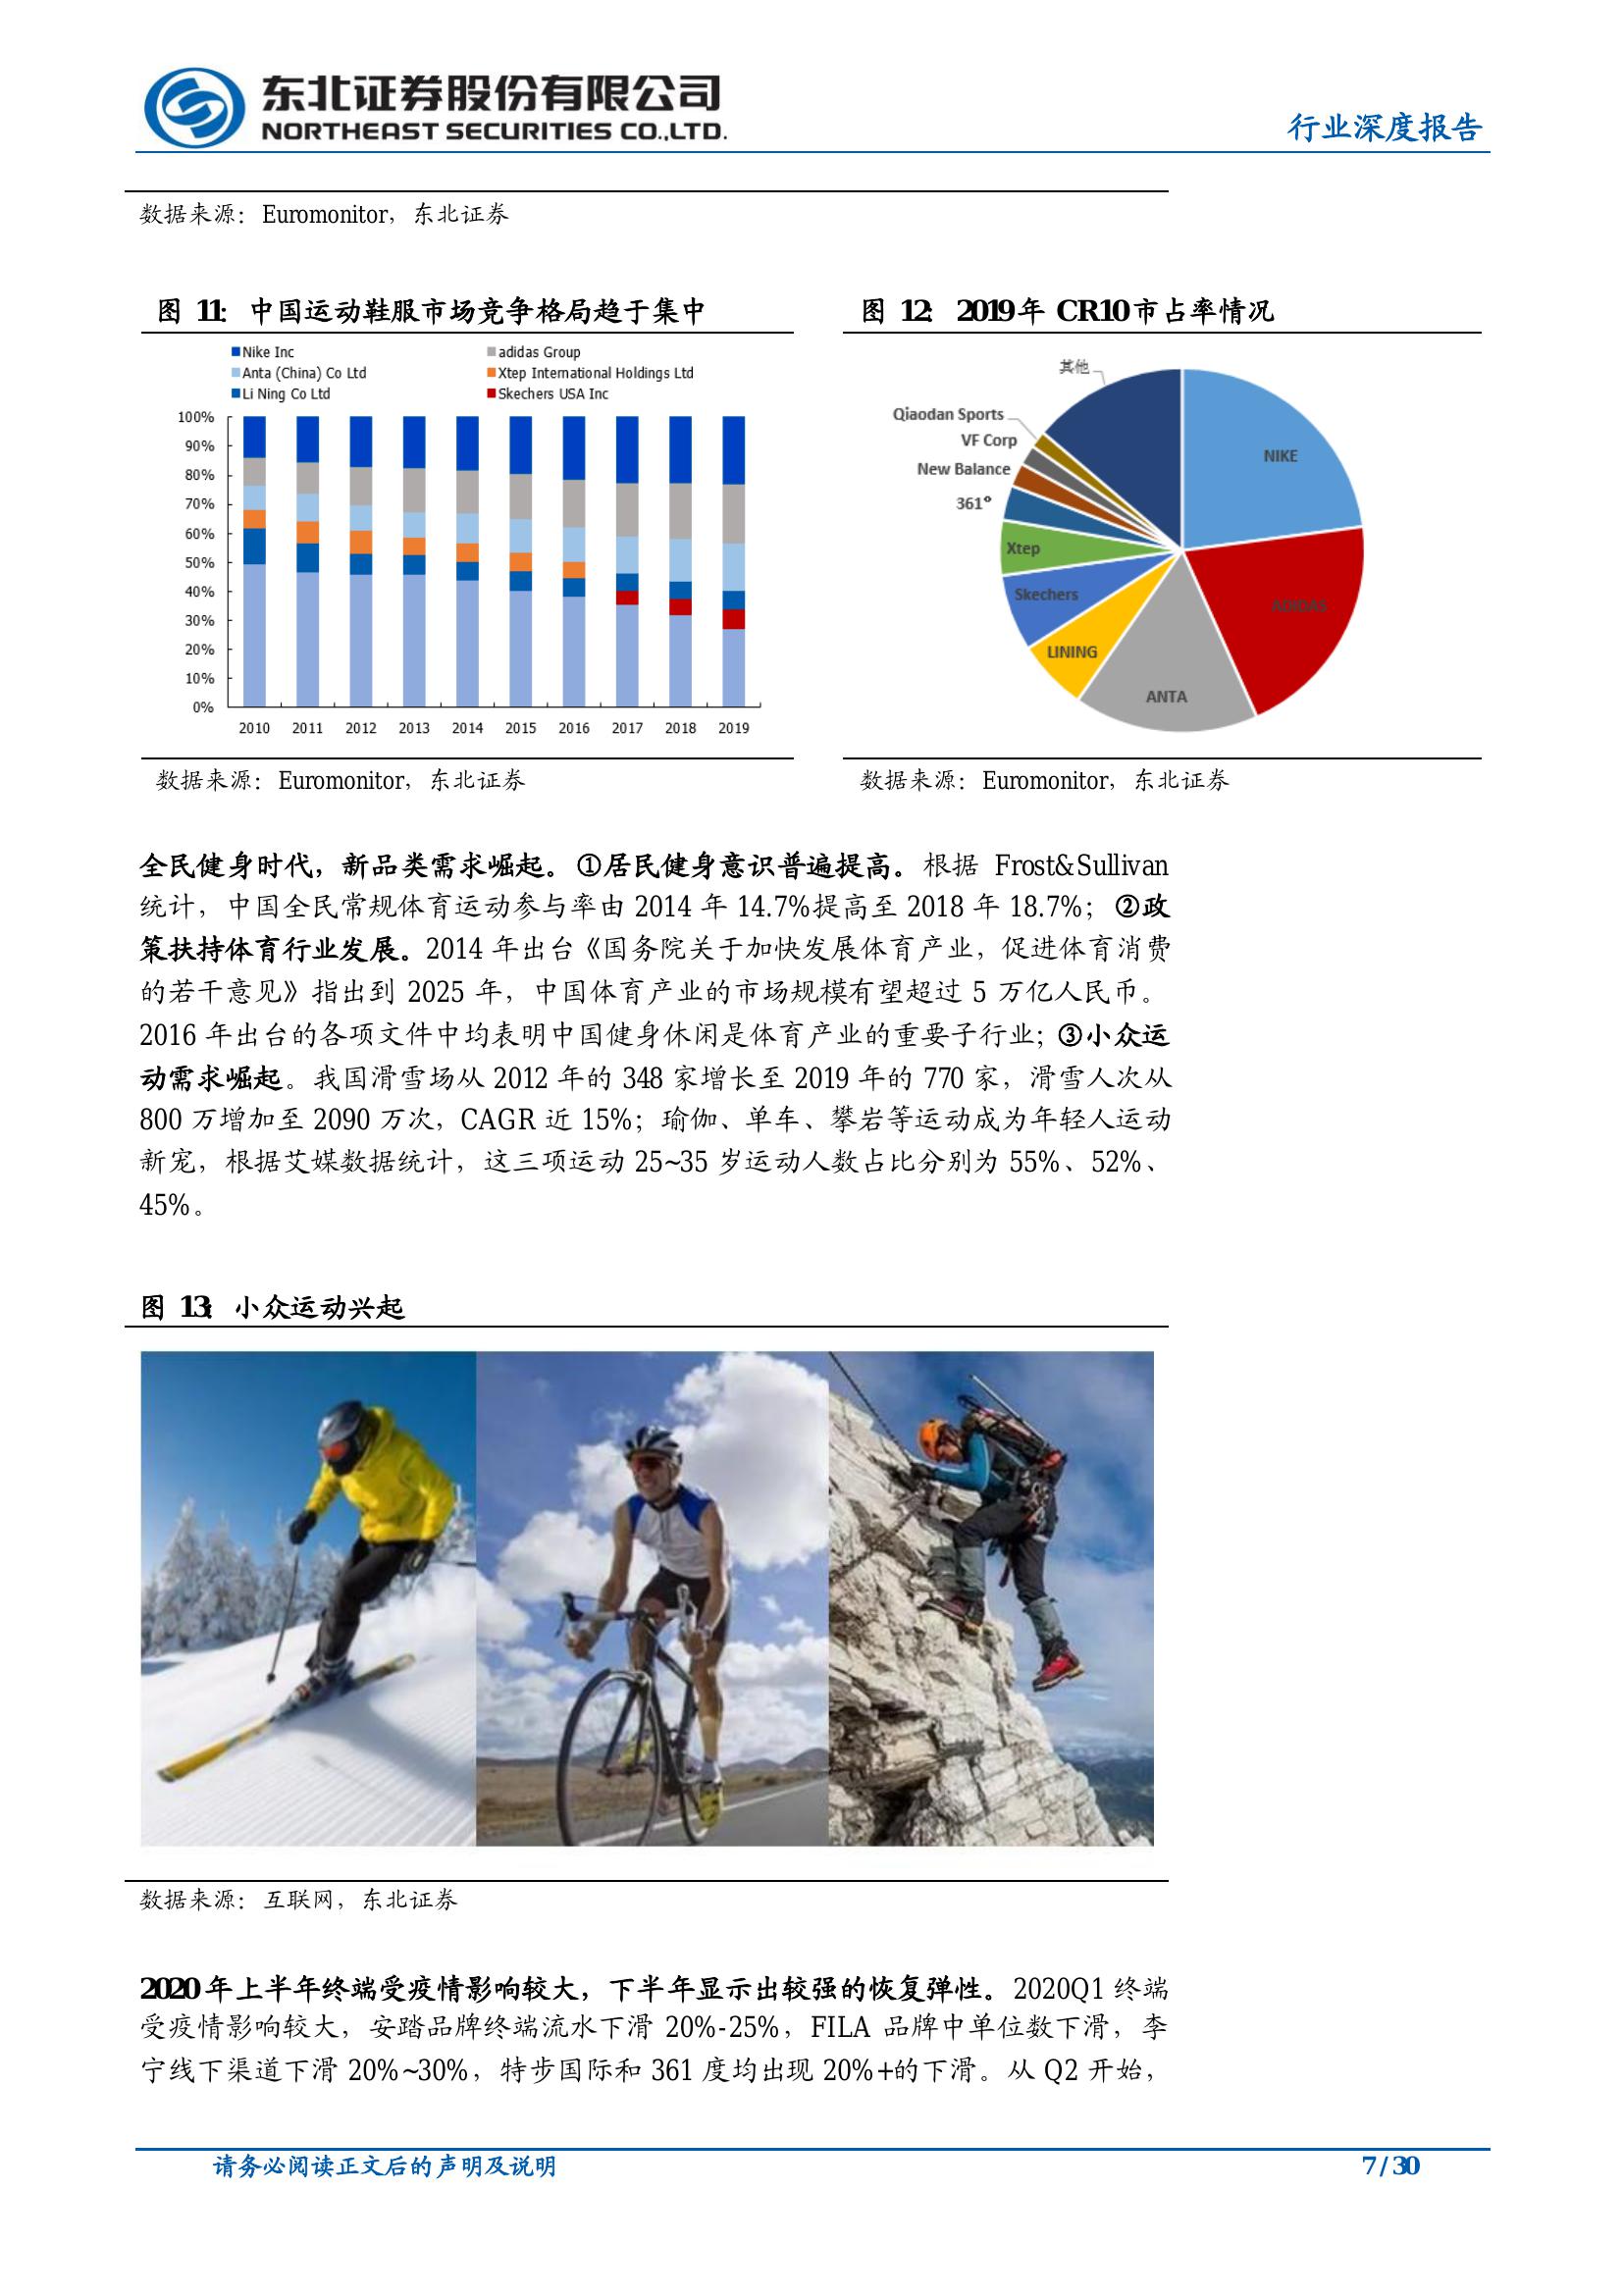 东北证券股份有限公司
NORTHEAST SECURITIES CO.,LTD.
行业深度报告
数据来源：Euromonitor，东北证券
图 11：中国运动鞋服市场竞争格局趋于集中
Nike Inc
adidas Group
Anta (China) Co Ltd
Xtep International Holdings Ltd
Li Ning Co Ltd
Skechers USA Inc
100%
90%
80%
70%
60%
50%
40%
30%
20%
10%
0%
2010 2011 2012 2013 2014 2015 2016 2017 2018 2019
数据来源：Euromonitor，东北证券
图 12：2019 年 CR10 市占率情况
其他
Qiaodan Sports
VF Corp
New Balance
361°
Xtep
Skechers
LINING
ANTA
ADIDAS
NIKE
数据来源：Euromonitor，东北证券
全民健身时代，新品类需求崛起。①居民健身意识普遍提高。根据 Frost&Sullivan
统计，中国全民常规体育运动参与率由 2014 年 14.7%提高至 2018 年 18.7%；②政
策扶持体育行业发展。2014 年出台《国务院关于加快发展体育产业，促进体育消费
的若干意见》指出到 2025 年，中国体育产业的市场规模有望超过 5 万亿人民币。
2016 年出台的各项文件中均表明中国健身休闲是体育产业的重要子行业；③小众运
动需求崛起。我国滑雪场从 2012 年的 348 家增长至 2019 年的 770 家，滑雪人次从
800 万增加至 2090 万次，CAGR 近 15%；瑜伽、单车、攀岩等运动成为年轻人运动
新宠，根据艾媒数据统计，这三项运动 25~35 岁运动人数占比分别为 55%、52%、
45%。
图 13：小众运动兴起
数据来源：互联网，东北证券
2020 年上半年终端受疫情影响较大，下半年显示出较强的恢复弹性。2020Q1 终端
受疫情影响较大，安踏品牌终端流水下滑 20%-25%，FILA 品牌中单位数下滑，李
宁线下渠道下滑 20%~30%，特步国际和 361 度均出现 20%+的下滑。从 Q2 开始，
请务必阅读正文后的声明及说明
7 / 30